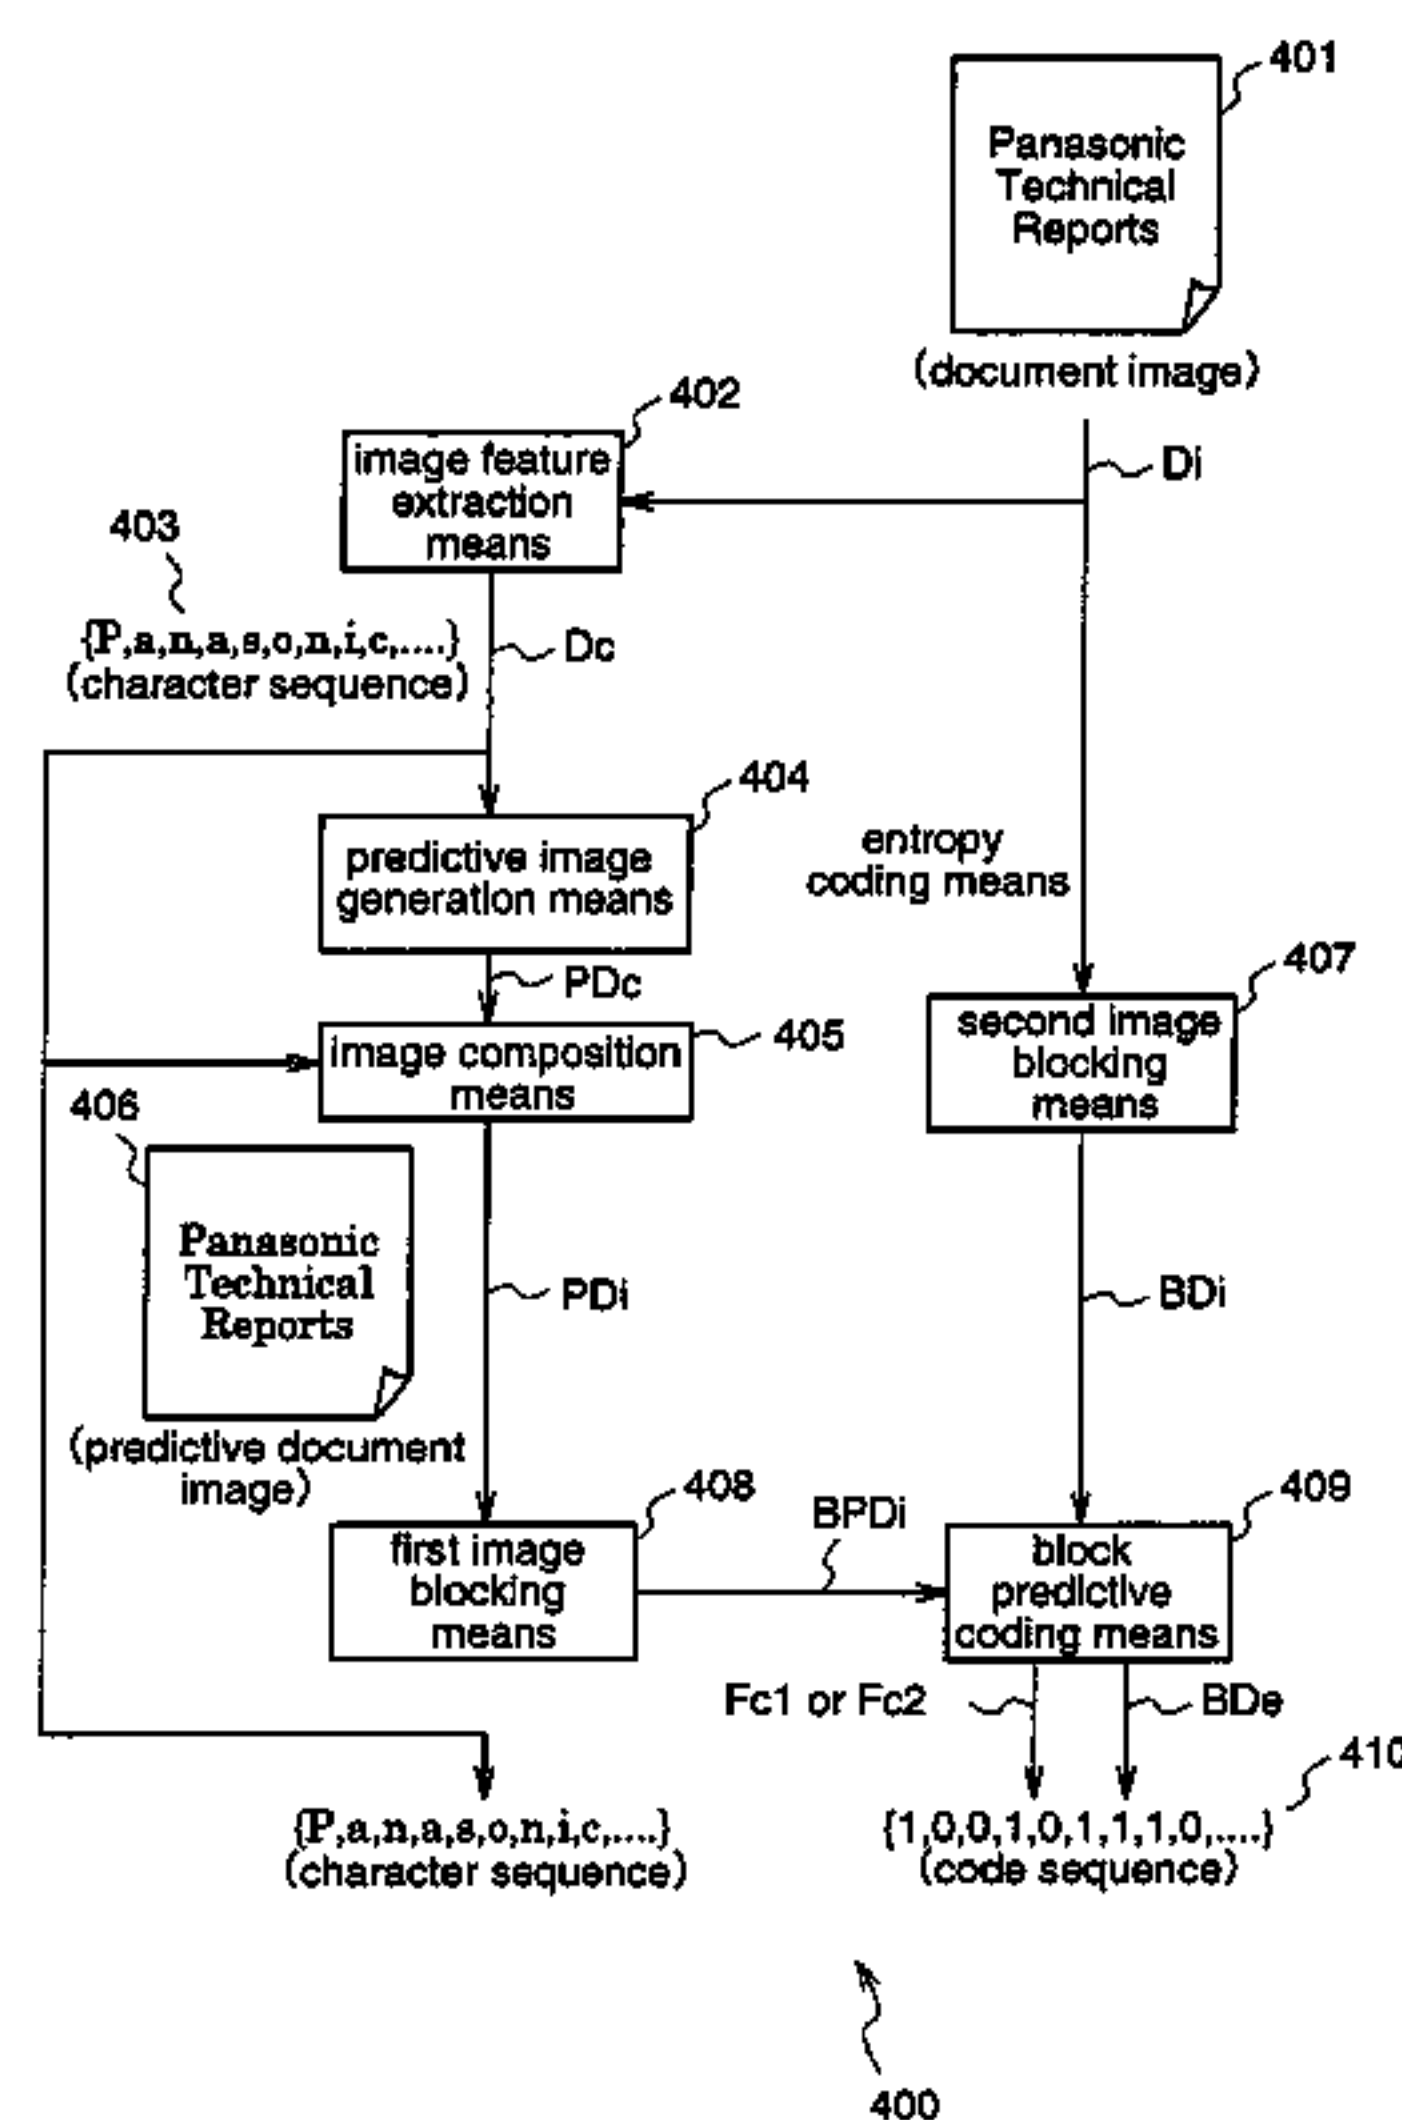 401
Panasonic
Technical
Reports
(document image)
402
image feature
extraction
means
Di
403
{P,a,n,a,s,o,n,i,c,....}
(character sequence)
Dc
404
predictive image
generation means
entropy
coding means
PDc
407
second image
blocking
means
405
image composition
means
406
Panasonic
Technical
Reports
(predictive document
image)
PDi
BDi
408
first image
blocking
means
BPDi
409
block
predictive
coding means
Fc1 or Fc2
BDe
410
{P,a,n,a,s,o,n,i,c,....}
(character sequence)
{1,0,0,1,0,1,1,1,0,....}
(code sequence)
400